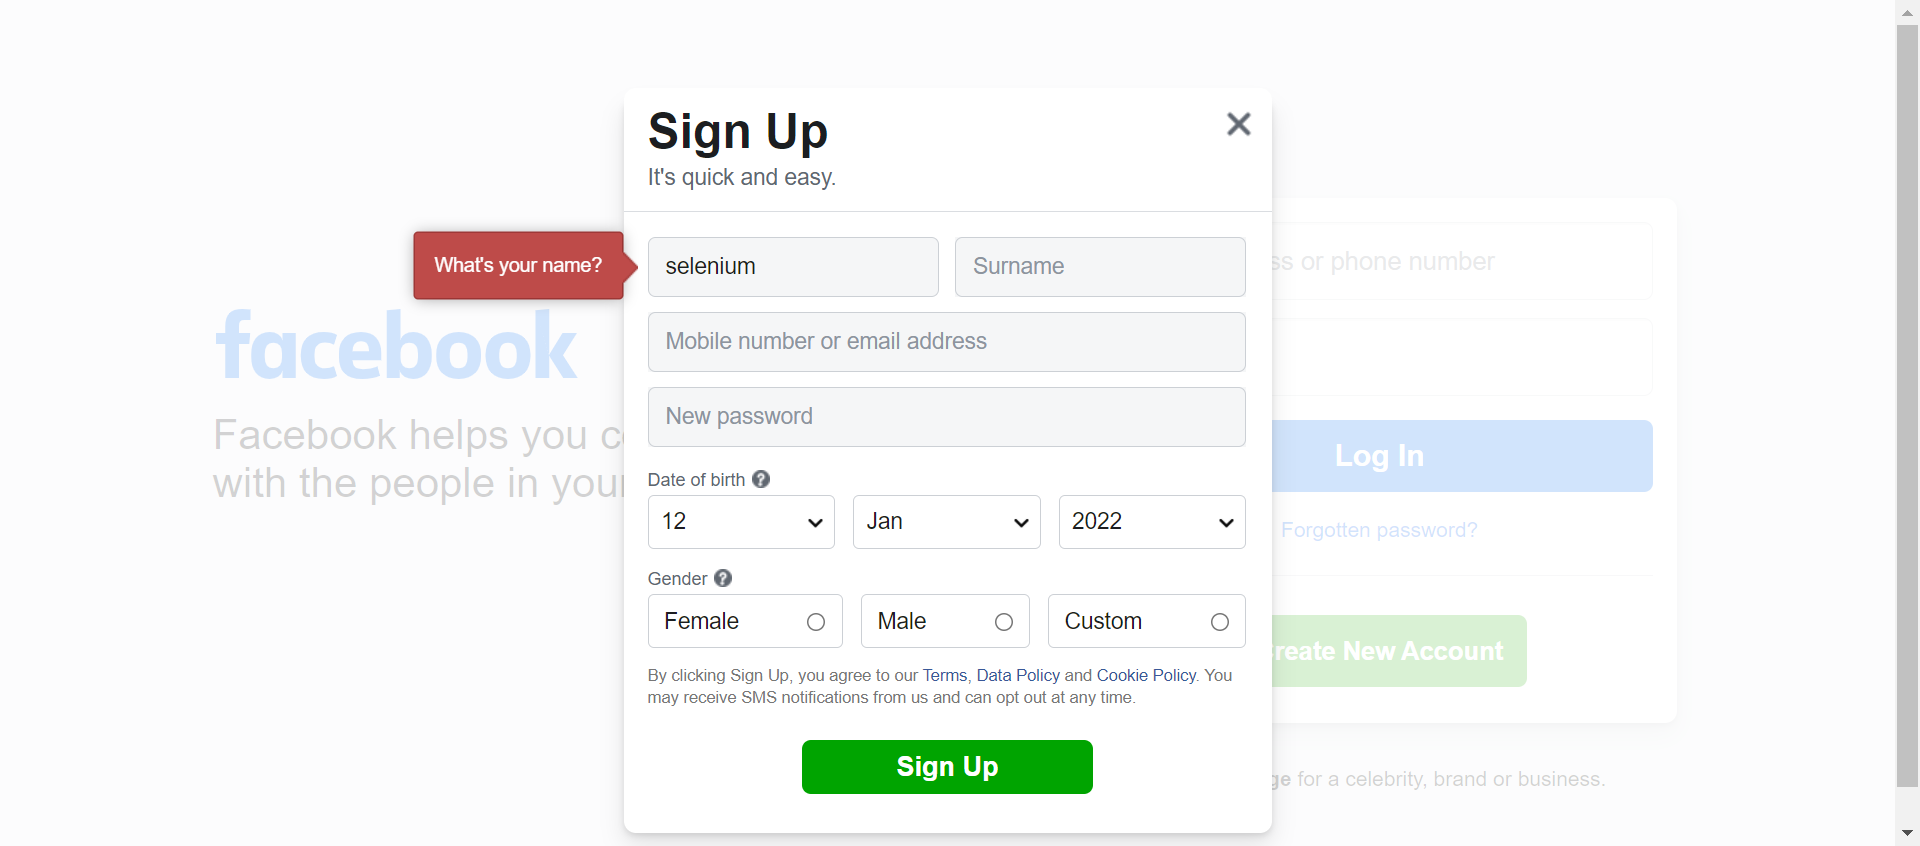 Sign Up
It's quick and easy.
What's your name?
selenium
Surname
Mobile number or email address
New password
Date of birth ?
12 Jan 2022
Gender ?
Female Male Custom
By clicking Sign Up, you agree to our Terms, Data Policy and Cookie Policy. You
may receive SMS notifications from us and can opt out at any time.
Sign Up
facebook
Facebook helps you
with the people in your
or phone number
Log In
Forgotten password?
New Account
for a celebrity, brand or business.